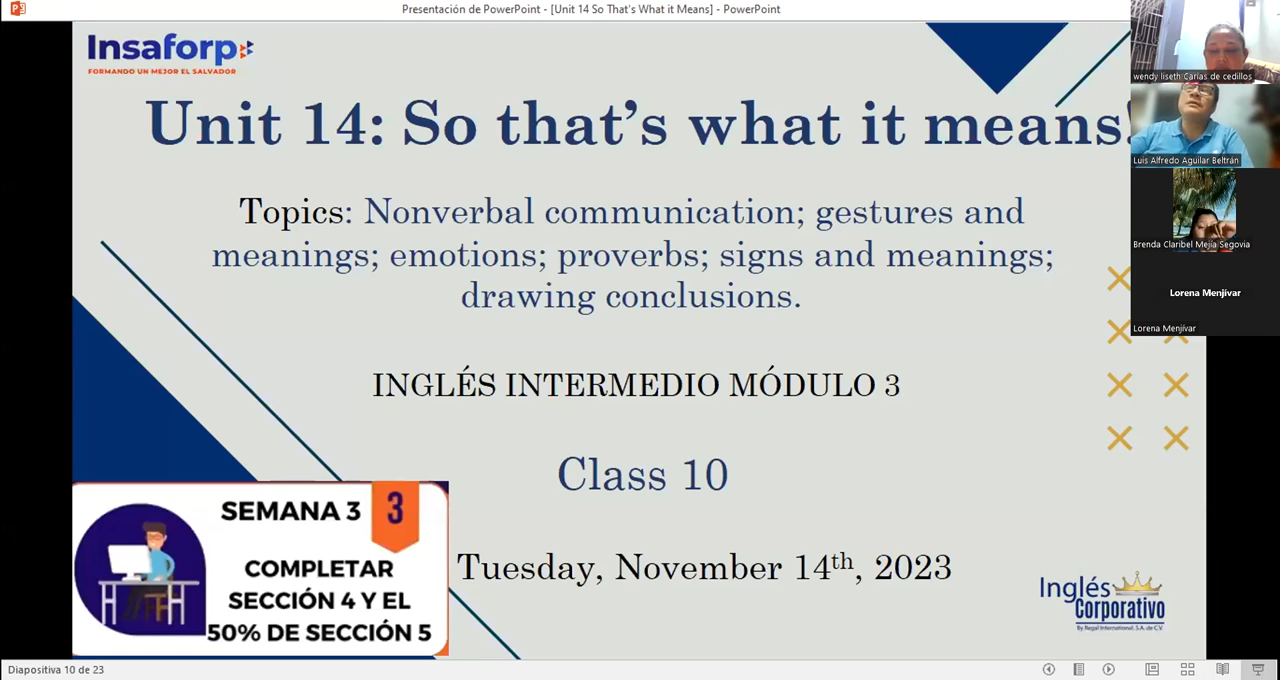 Presentación de PowerPoint - [Unit 14 So That's What it Means] - PowerPoint
Insaforp
FORMANDO UN MEJOR EL SALVADOR
Unit 14: So that's what it means!
Topics: Nonverbal communication; gestures and
meanings; emotions; proverbs; signs and meanings;
drawing conclusions.
INGLÉS INTERMEDIO MÓDULO 3
Class 10
Tuesday, November 14th, 2023
SEMANA 3
3
COMPLETAR
SECCIÓN 4 Y EL
50% DE SECCIÓN 5
Inglés
Corporativo
By Regal International, S.A. de C.V.
wendy liseth Carias de cedillos
Luis Alfredo Aguilar Beltrán
Brenda Claribel Mejía Segovia
Lorena Menjívar
Lorena Menjívar
Diapositiva 10 de 23